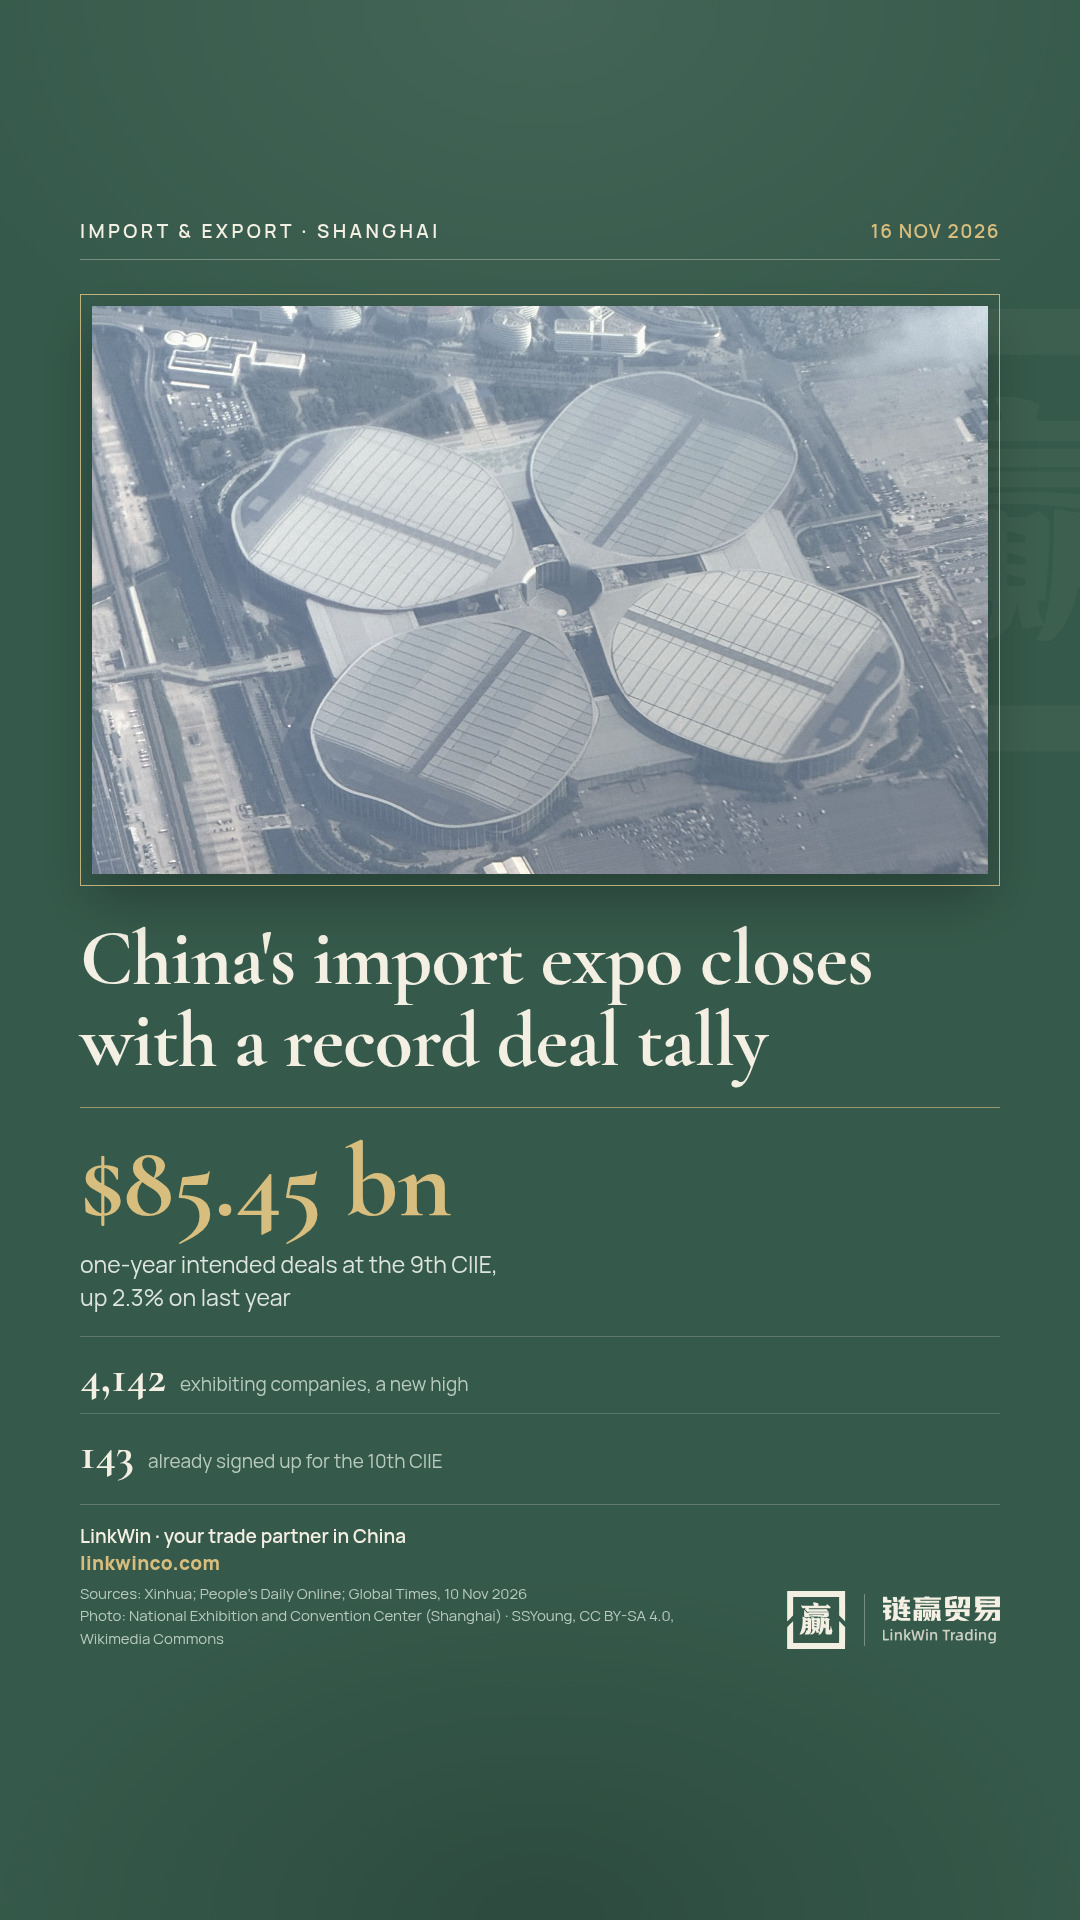 IMPORT & EXPORT · SHANGHAI
16 NOV 2026
China's import expo closes
with a record deal tally
$85.45 bn
one-year intended deals at the 9th CIIE,
up 2.3% on last year
4,142 exhibiting companies, a new high
143 already signed up for the 10th CIIE
LinkWin · your trade partner in China
linkwinco.com
Sources: Xinhua; People's Daily Online; Global Times, 10 Nov 2026
Photo: National Exhibition and Convention Center (Shanghai) · SSYoung, CC BY-SA 4.0,
Wikimedia Commons
赢
链赢贸易
LinkWin Trading